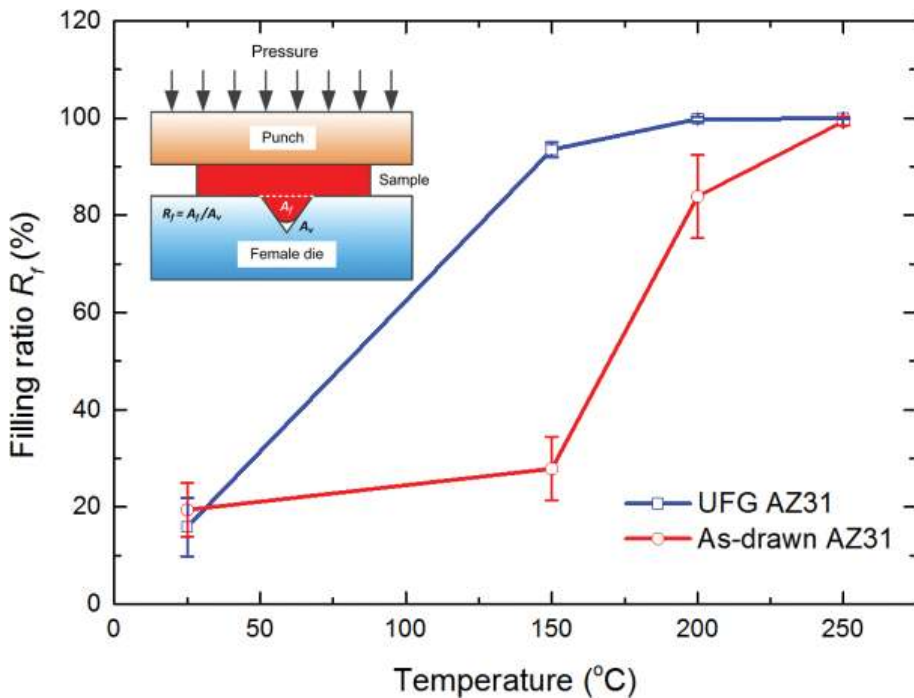 120
100
80
60
40
20
0
Filling ratio R_f (%)
Pressure
Punch
Sample
R_f = A_f/A_v
A_f
A_v
Female die
UFG AZ31
As-drawn AZ31
0 50 100 150 200 250
Temperature (°C)